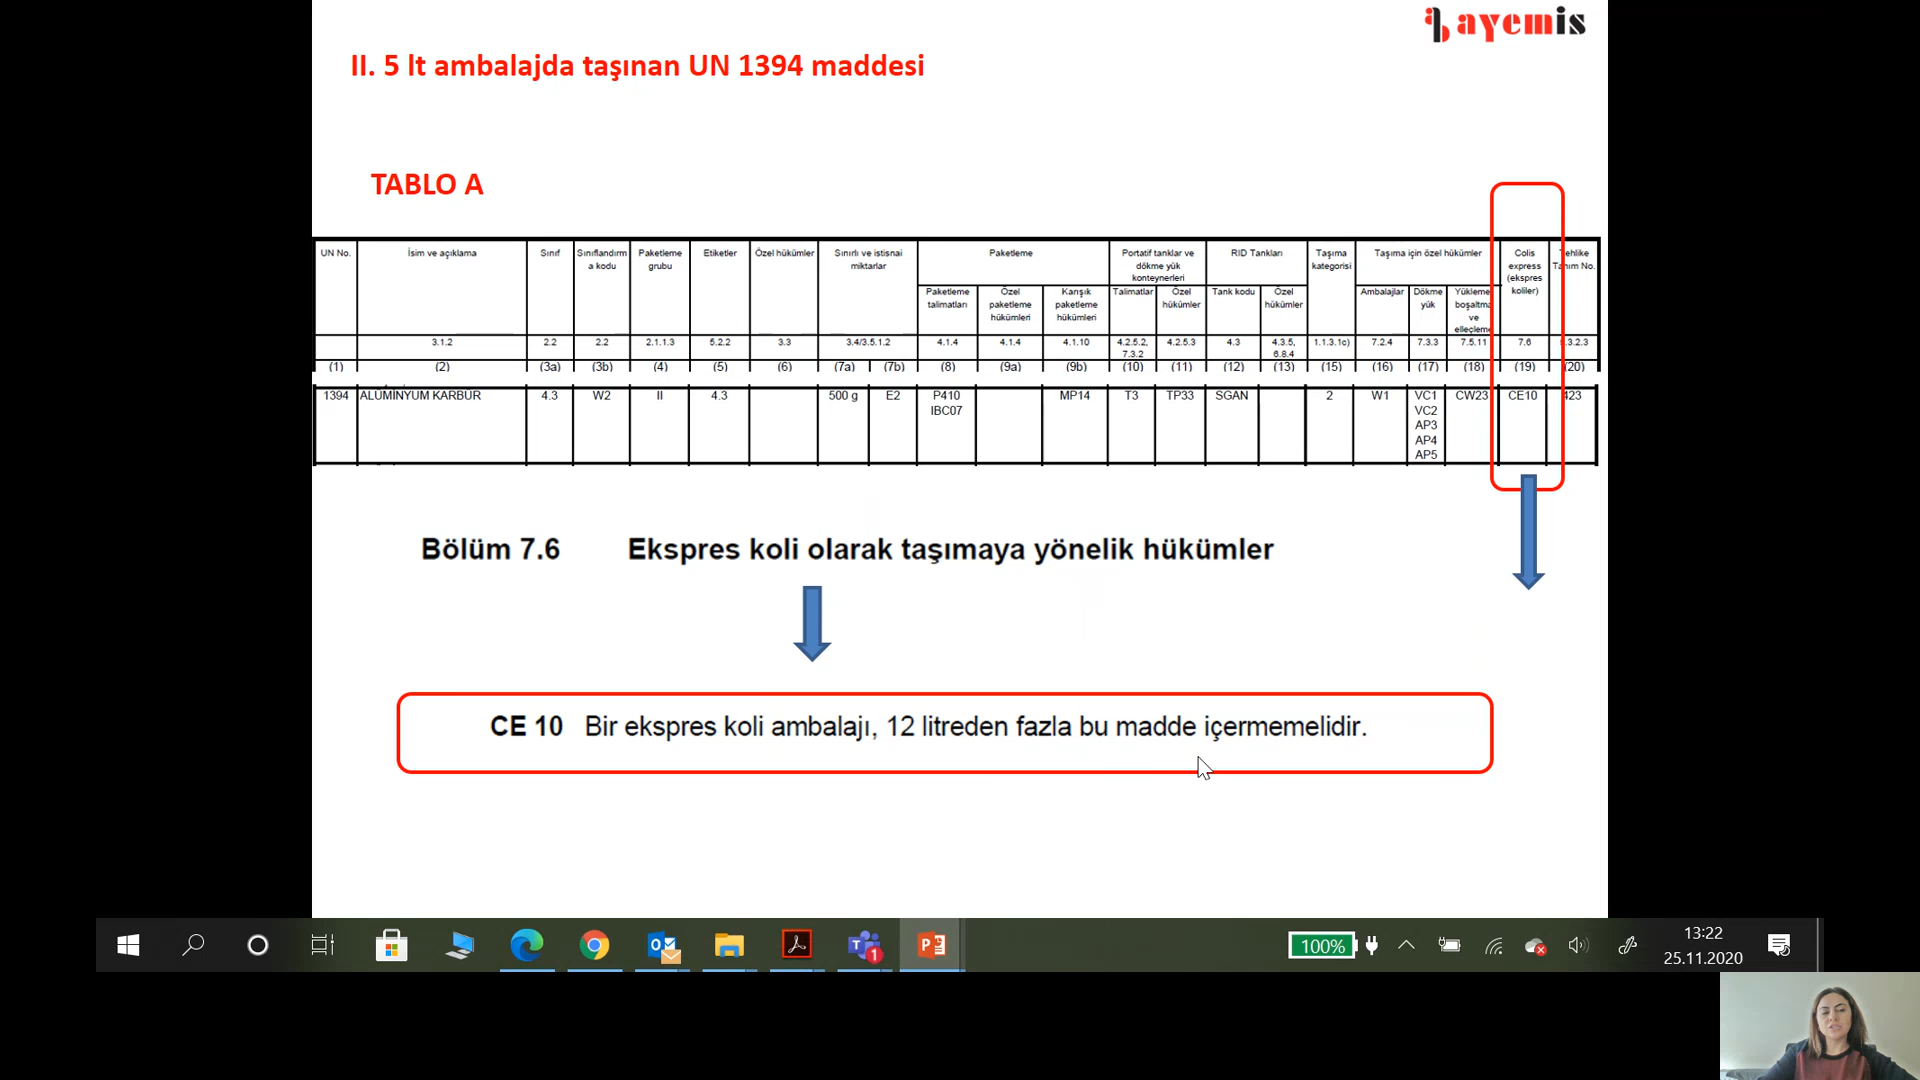 ayemis
II. 5 lt ambalajda taşınan UN 1394 maddesi
TABLO A
UN No.
İsim ve açıklama
Sınıf
Sınıflandırm
a kodu
Paketleme
grubu
Etiketler
Özel hükümler
Sınırlı ve istisnai
miktarlar
Paketleme
Portatif tanklar ve
dökme yük
konteynerleri
RID Tankları
Taşıma
kategorisi
Taşıma için özel hükümler
Colis
express
(ekspres
koliler)
Tanım No.
Paketleme
talimatları
Özel
paketleme
hükümleri
Karışık
paketleme
hükümleri
Talimatlar
Özel
hükümler
Tank kodu
Özel
hükümler
Ambalajlar
Dökme
yük
Yükleme
boşaltma
ve
elleçleme
3.1.2 2.2 2.2 2.1.1.3 5.2.2 3.3 3.4/3.5.1.2 4.1.4 4.1.4 4.1.10 4.2.5.2, 4.2.5.3 4.3 4.3.5, 1.1.3.1c) 7.2.4 7.3.3 7.5.11 7.6
7.3.2 6.8.4
(1) (2) (3a) (3b) (4) (5) (6) (7a) (7b) (8) (9a) (9b) (10) (11) (12) (13) (15) (16) (17) (18) (19) (20)
1394 ALÜMİNYUM KARBÜR 4.3 W2 II 4.3 500 g E2 P410 MP14 T3 TP33 SGAN 2 W1 VC1 CW23 CE10 423
IBC07 VC2
AP3
AP4
AP5
Bölüm 7.6 Ekspres koli olarak taşımaya yönelik hükümler
CE 10 Bir ekspres koli ambalajı, 12 litreden fazla bu madde içermemelidir.
100%
13:22
25.11.2020
1